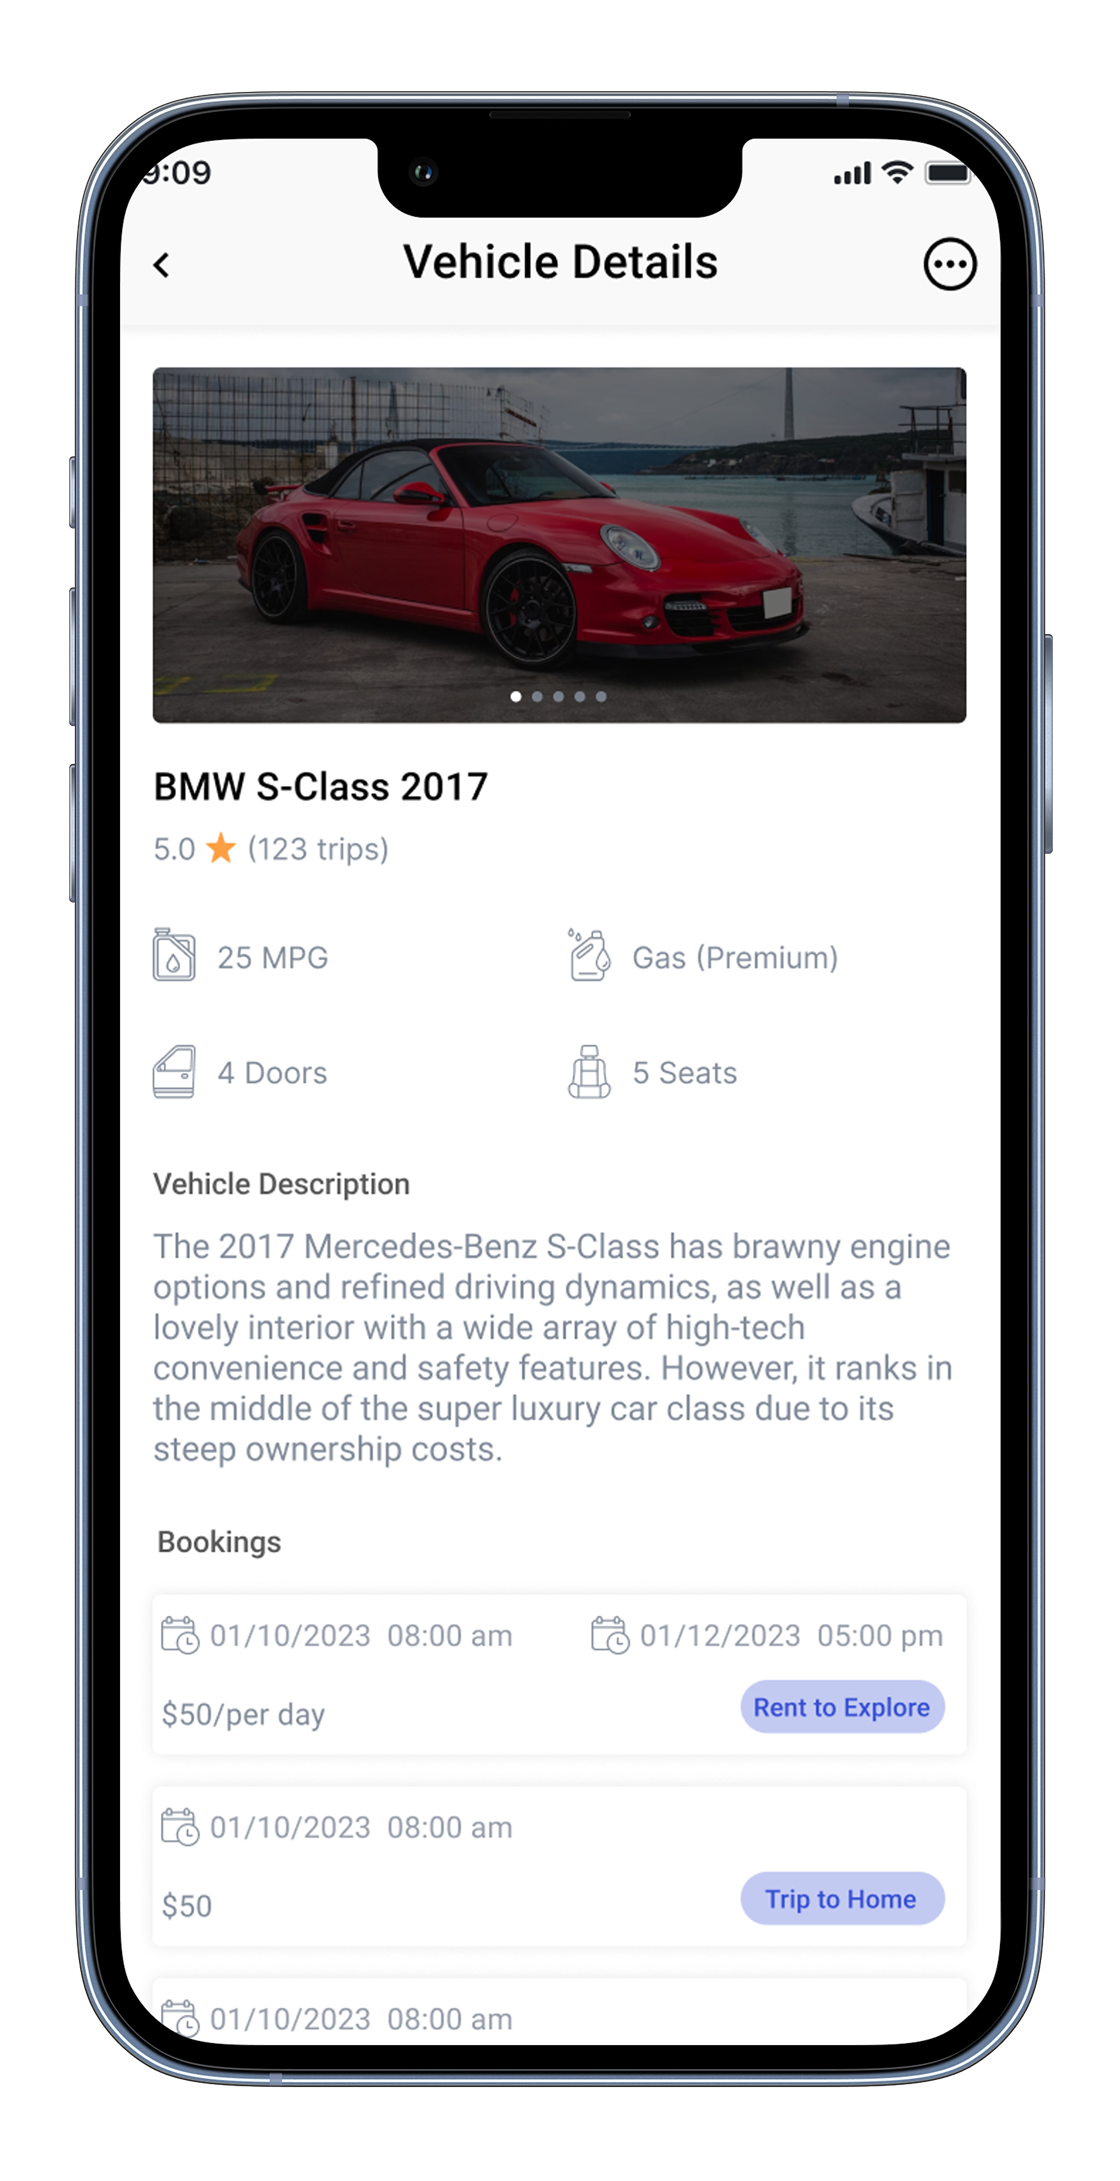 9:09
Vehicle Details
BMW S-Class 2017
5.0 (123 trips)
25 MPG
Gas (Premium)
4 Doors
5 Seats
Vehicle Description
The 2017 Mercedes-Benz S-Class has brawny engine
options and refined driving dynamics, as well as a
lovely interior with a wide array of high-tech
convenience and safety features. However, it ranks in
the middle of the super luxury car class due to its
steep ownership costs.
Bookings
01/10/2023 08:00 am
01/12/2023 05:00 pm
$50/per day
Rent to Explore
01/10/2023 08:00 am
$50
Trip to Home
01/10/2023 08:00 am